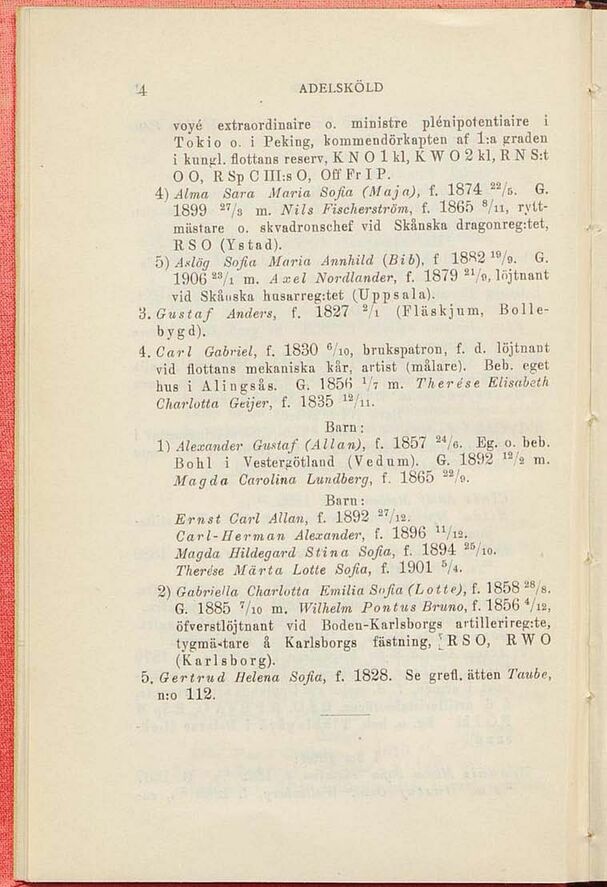 4 ADELSKÖLD
voyé extraordinaire o. ministre plénipotentiaire i
Tokio o. i Peking, kommendörkapten af 1:a graden
i kungl. flottans reserv, K N O 1 kl, K W O 2 kl, R N S:t
O O, R Sp C III:s O, Off Fr I P.
4) Alma Sara Maria Sofia (Maja), f. 1874 22/5. G.
1899 27/3 m. Nils Fischerström, f. 1865 8/11, rytt-
mästare o. skvadronschef vid Skånska dragonreg:tet,
R S O (Ystad).
5) Aslög Sofia Maria Annhild (Bib), f 1882 19/9. G.
1906 23/1 m. Axel Nordlander, f. 1879 21/9, löjtnant
vid Skånska husarreg:tet (Uppsala).
3. Gustaf Anders, f. 1827 2/1 (Fläskjum, Bolle-
bygd).
4. Carl Gabriel, f. 1830 6/10, brukspatron, f. d. löjtnant
vid flottans mekaniska kår, artist (målare). Beb. eget
hus i Alingsås. G. 1856 1/7 m. Therése Elisabeth
Charlotta Geijer, f. 1835 12/11.
Barn:
1) Alexander Gustaf (Allan), f. 1857 24/6. Eg. o. beb.
Bohl i Vestergötland (Vedum). G. 1892 12/2 m.
Magda Carolina Lundberg, f. 1865 22/9.
Barn:
Ernst Carl Allan, f. 1892 27/12.
Carl-Herman Alexander, f. 1896 11/12.
Magda Hildegard Stina Sofia, f. 1894 25/10.
Therése Märta Lotte Sofia, f. 1901 5/4.
2) Gabriella Charlotta Emilia Sofia (Lotte), f. 1858 28/8.
G. 1885 7/10 m. Wilhelm Pontus Bruno, f. 1856 4/12,
öfverstlöjtnant vid Boden-Karlsborgs artillerireg:te,
tygmästare å Karlsborgs fästning, R S O, R W O
(Karlsborg).
5. Gertrud Helena Sofia, f. 1828. Se grefl. ätten Taube,
n:o 112.